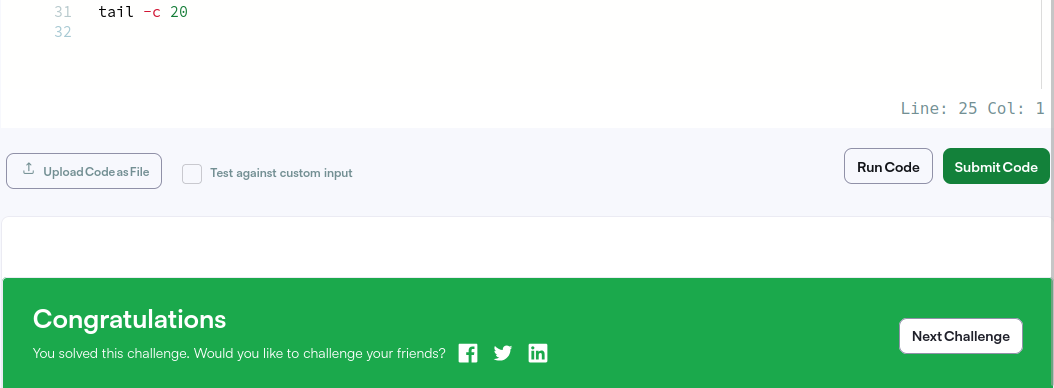 31 tail -c 20
32
Line: 25 Col: 1
Upload Code as File
Test against custom input
Run Code
Submit Code
Congratulations
You solved this challenge. Would you like to challenge your friends?
Next Challenge